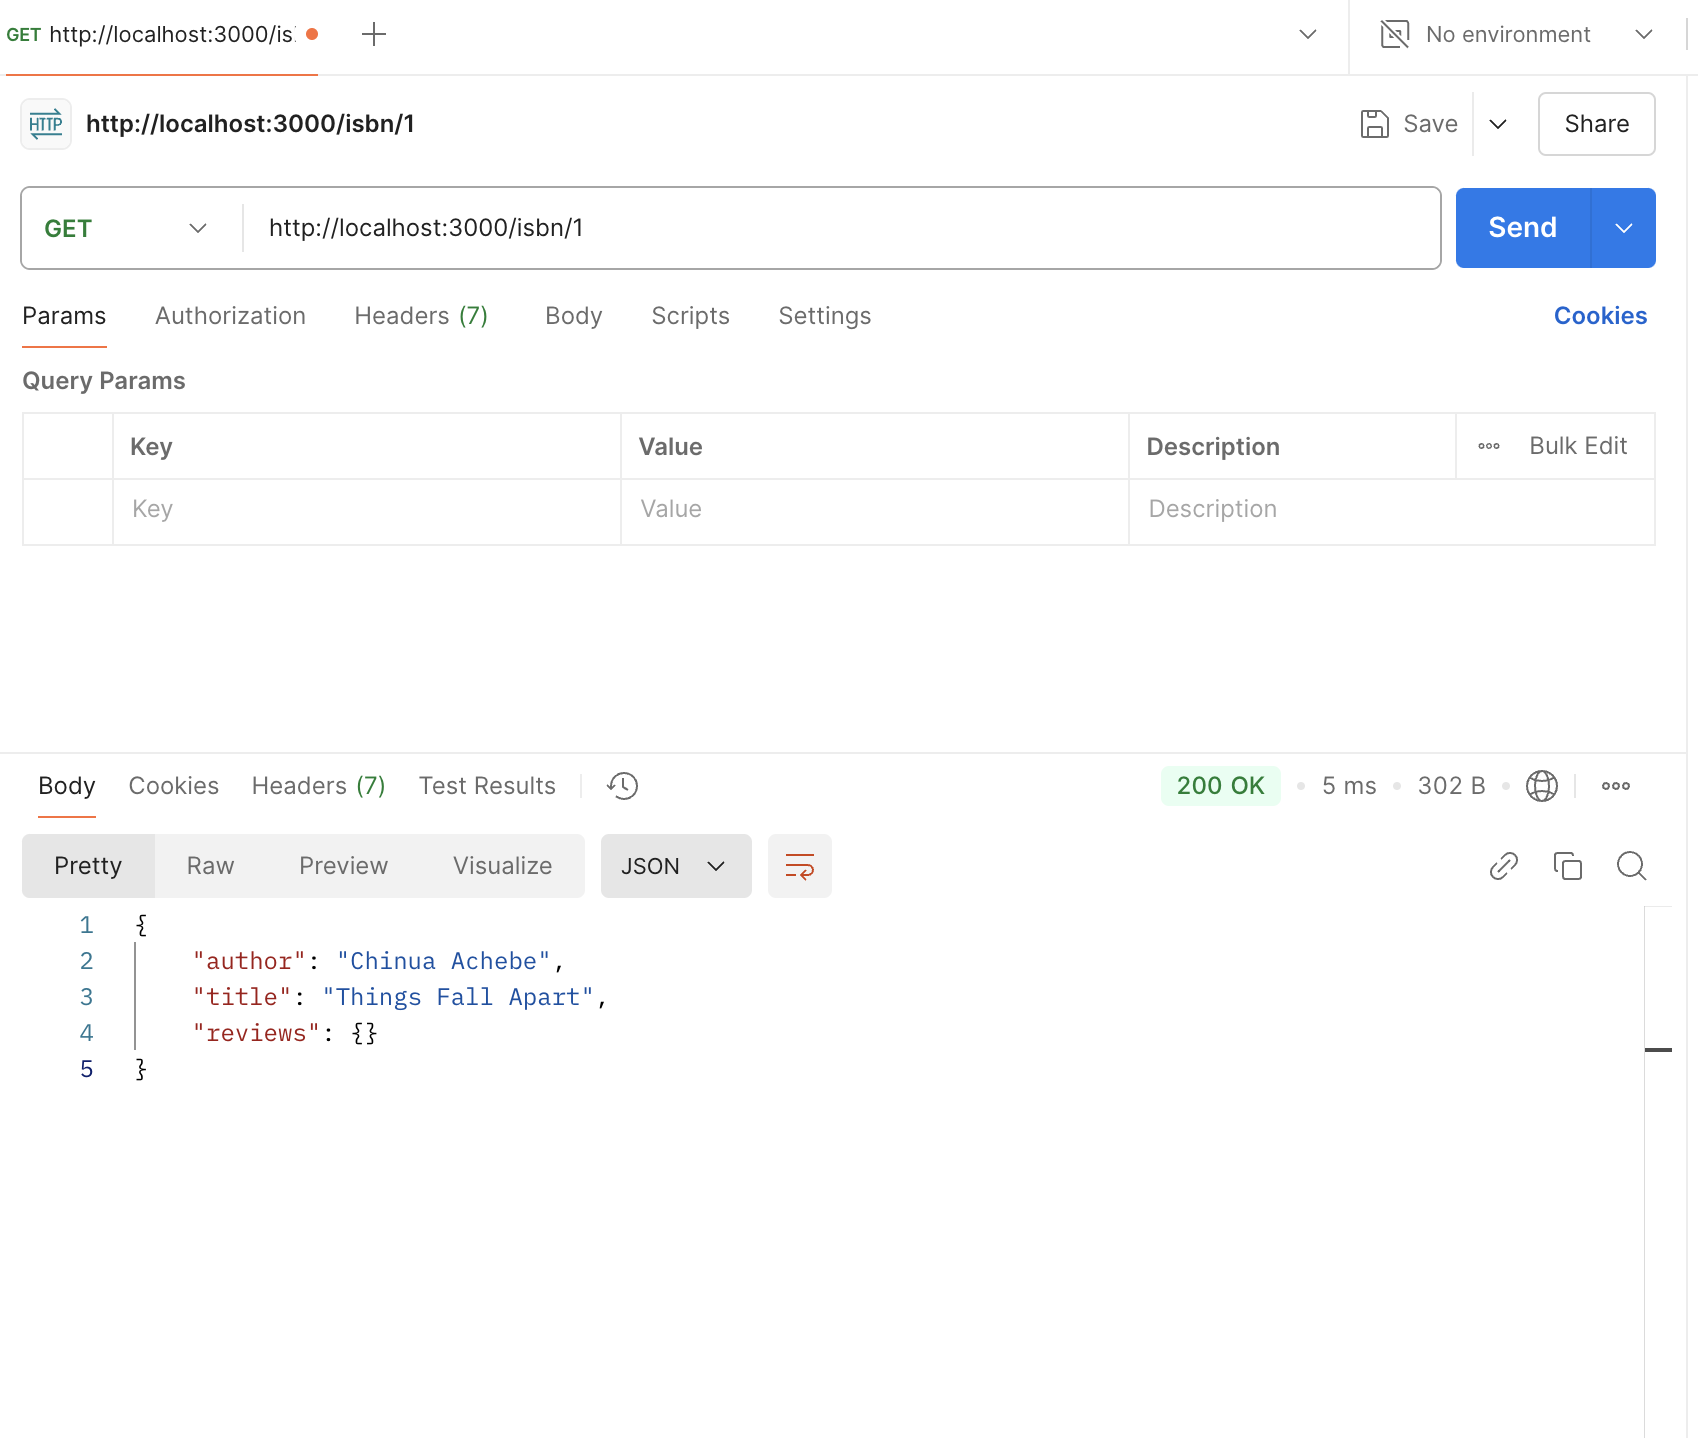 GET http://localhost:3000/is
No environment
HTTP http://localhost:3000/isbn/1
Save
Share
GET http://localhost:3000/isbn/1
Send
Params Authorization Headers (7) Body Scripts Settings Cookies
Query Params
Key Value Description Bulk Edit
Key Value Description
Body Cookies Headers (7) Test Results 200 OK 5 ms 302 B
Pretty Raw Preview Visualize JSON
1 {
2 "author": "Chinua Achebe",
3 "title": "Things Fall Apart",
4 "reviews": {}
5 }